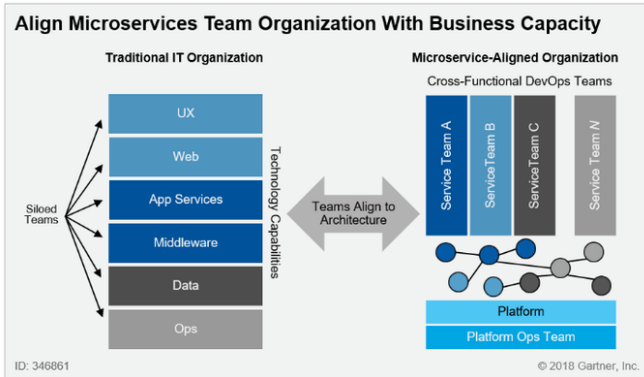 Align Microservices Team Organization With Business Capacity
Traditional IT Organization
UX
Web
App Services
Middleware
Data
Ops
Siloed
Teams
Technology Capabilities
Teams Align to
Architecture
Microservice-Aligned Organization
Cross-Functional DevOps Teams
Service Team A
ServiceTeam B
ServiceTeam C
Service Team N
Platform
Platform Ops Team
ID: 346861
© 2018 Gartner, Inc.